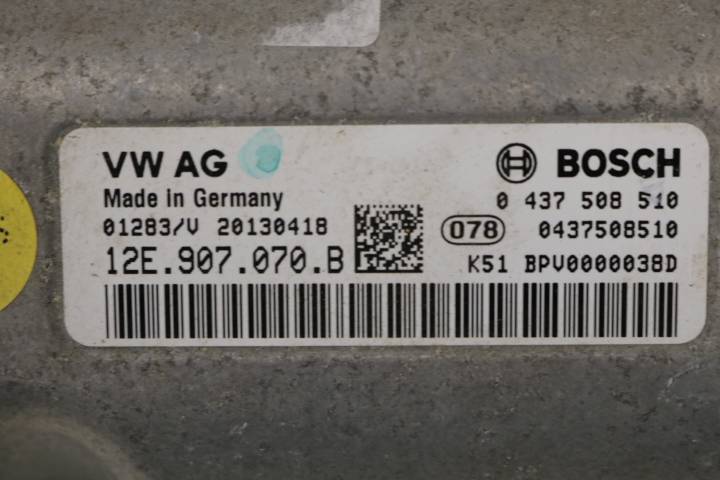 VW AG
BOSCH
Made in Germany
0 437 508 510
01283/V 20130418
078
0437508510
12E.907.070.B
K51 BPV0000038D